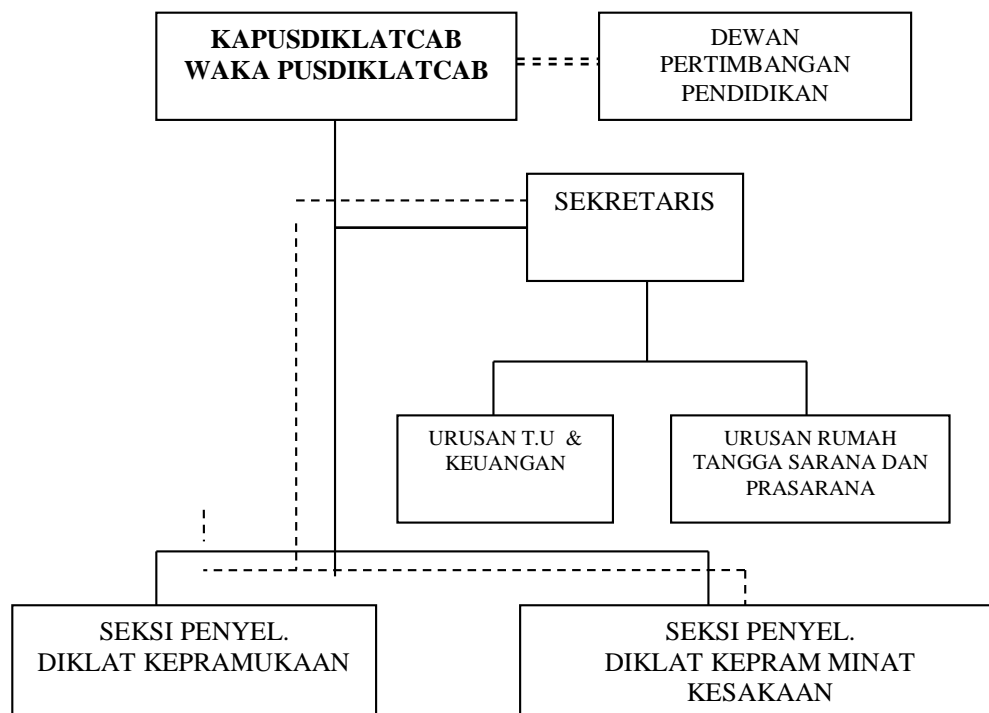 KAPUSDIKLATCAB
WAKA PUSDIKLATCAB
DEWAN
PERTIMBANGAN
PENDIDIKAN
SEKRETARIS
URUSAN T.U &
KEUANGAN
URUSAN RUMAH
TANGGA SARANA DAN
PRASARANA
SEKSI PENYEL.
DIKLAT KEPRAMUKAAN
SEKSI PENYEL.
DIKLAT KEPRAM MINAT
KESAKAAN